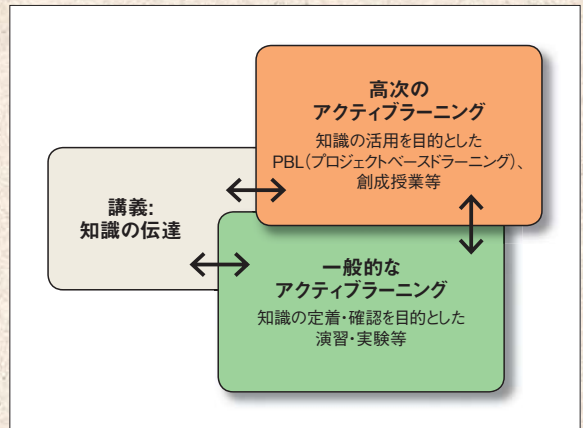 高次の
アクティブラーニング
知識の活用を目的とした
PBL(プロジェクトベースドラーニング)、
創成授業等
講義:
知識の伝達
一般的な
アクティブラーニング
知識の定着・確認を目的とした
演習・実験等